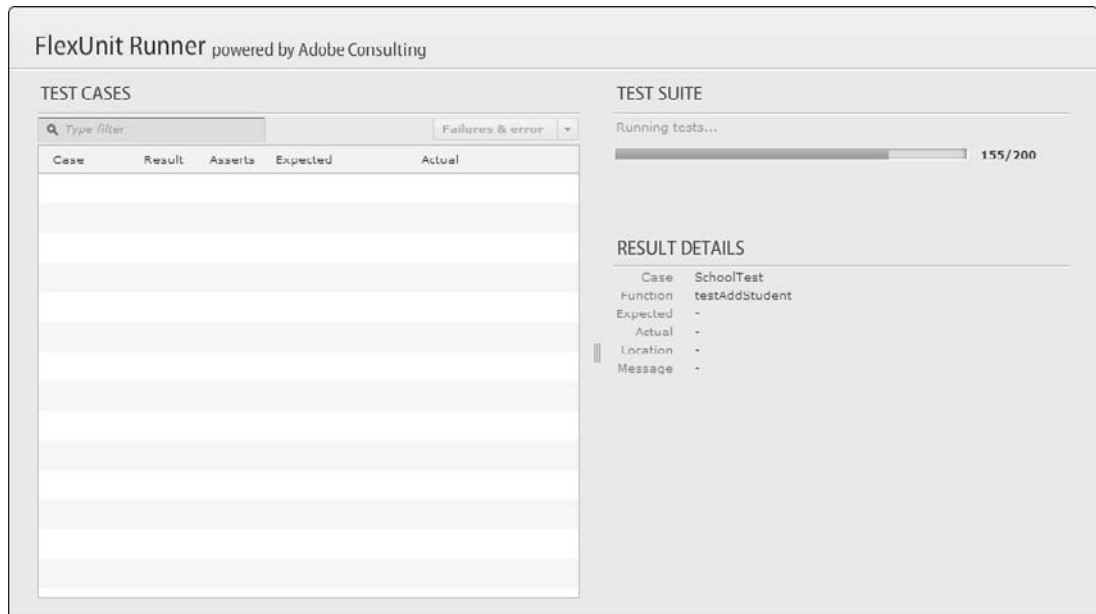 FlexUnit Runner powered by Adobe Consulting
TEST CASES
Type filter
Failures & error
Case Result Asserts Expected Actual
TEST SUITE
Running tests...
155/200
RESULT DETAILS
Case SchoolTest
Function testAddStudent
Expected -
Actual -
Location -
Message -